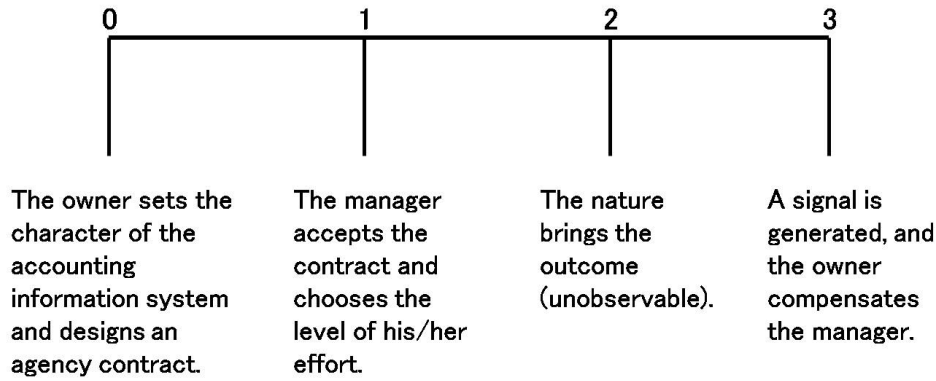 0 1 2 3
The owner sets the
character of the
accounting
information system
and designs an
agency contract.
The manager
accepts the
contract and
chooses the
level of his/her
effort.
The nature
brings the
outcome
(unobservable).
A signal is
generated, and
the owner
compensates
the manager.